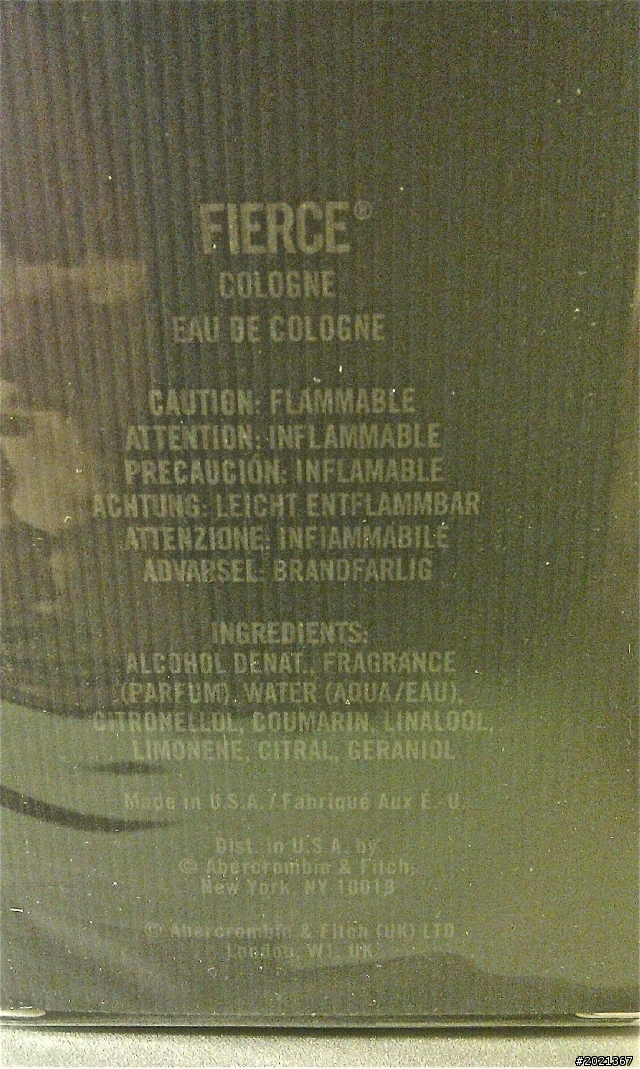 FIERCE®
COLOGNE
EAU DE COLOGNE
CAUTION: FLAMMABLE
ATTENTION: INFLAMMABLE
PRECAUCIÓN: INFLAMABLE
ACHTUNG: LEICHT ENTFLAMMBAR
ATTENZIONE: INFIAMMABILE
ADVARSEL: BRANDFARLIG
INGREDIENTS:
ALCOHOL DENAT., FRAGRANCE
(PARFUM), WATER (AQUA/EAU),
CITRONELLOL, COUMARIN, LINALOOL,
LIMONENE, CITRAL, GERANIOL
Made in U.S.A. / Fabriqué Aux É.-U.
Dist. in U.S.A. by
© Abercrombie & Fitch,
New York, NY 10019
© Abercrombie & Fitch (UK) LTD
London, W1, UK
#2021367